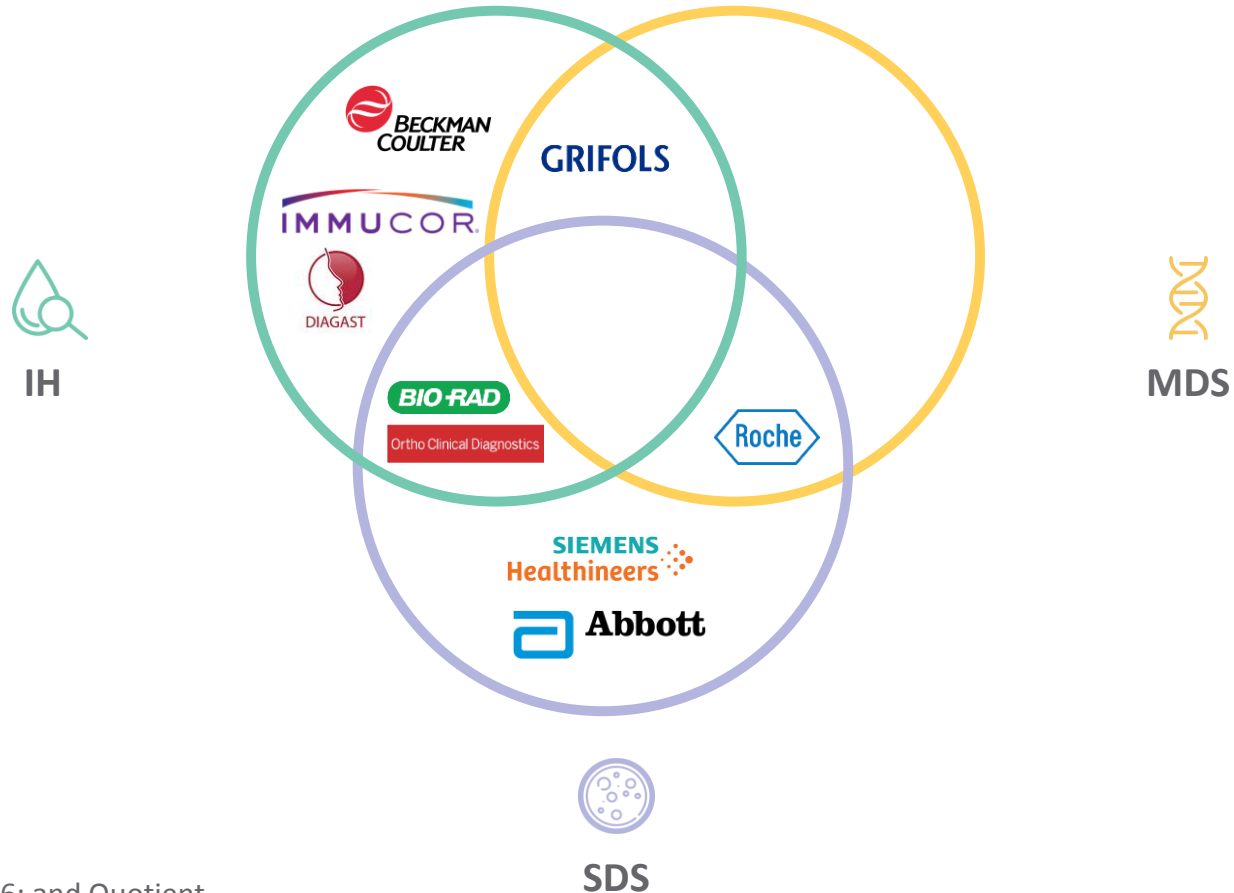 BECKMAN
COULTER
GRIFOLS
IMMUCOR®
DIAGAST
IH
MDS
BIO-RAD
Ortho Clinical Diagnostics
Roche
SIEMENS
Healthineers
Abbott
SDS
6; and Quotient